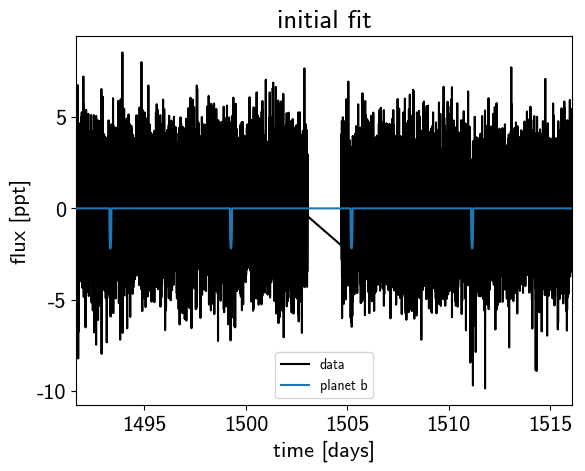 initial fit
flux [ppt]
5
0
-5
-10
data
planet b
1495
1500
1505
1510
1515
time [days]